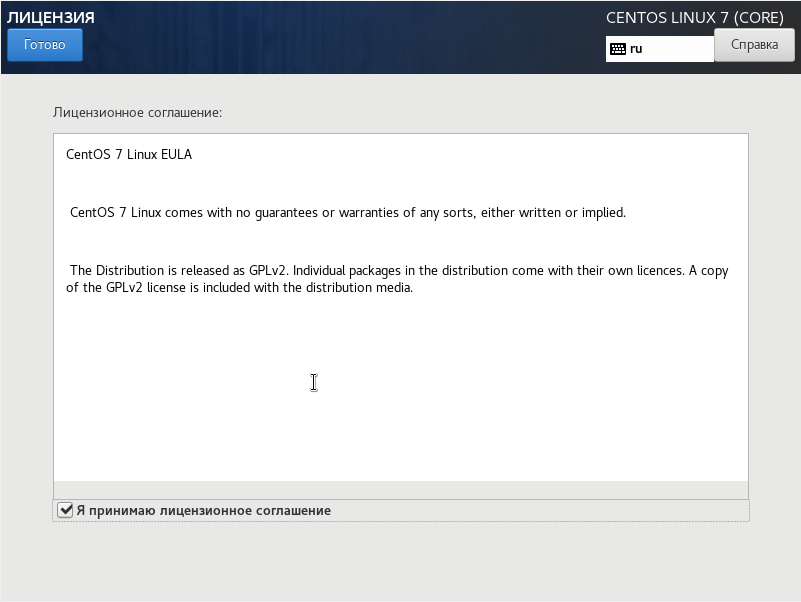 ЛИЦЕНЗИЯ
CENTOS LINUX 7 (CORE)
Готово
ru
Справка
Лицензионное соглашение:
CentOS 7 Linux EULA
CentOS 7 Linux comes with no guarantees or warranties of any sorts, either written or implied.
The Distribution is released as GPLv2. Individual packages in the distribution come with their own licences. A copy
of the GPLv2 license is included with the distribution media.
Я принимаю лицензионное соглашение